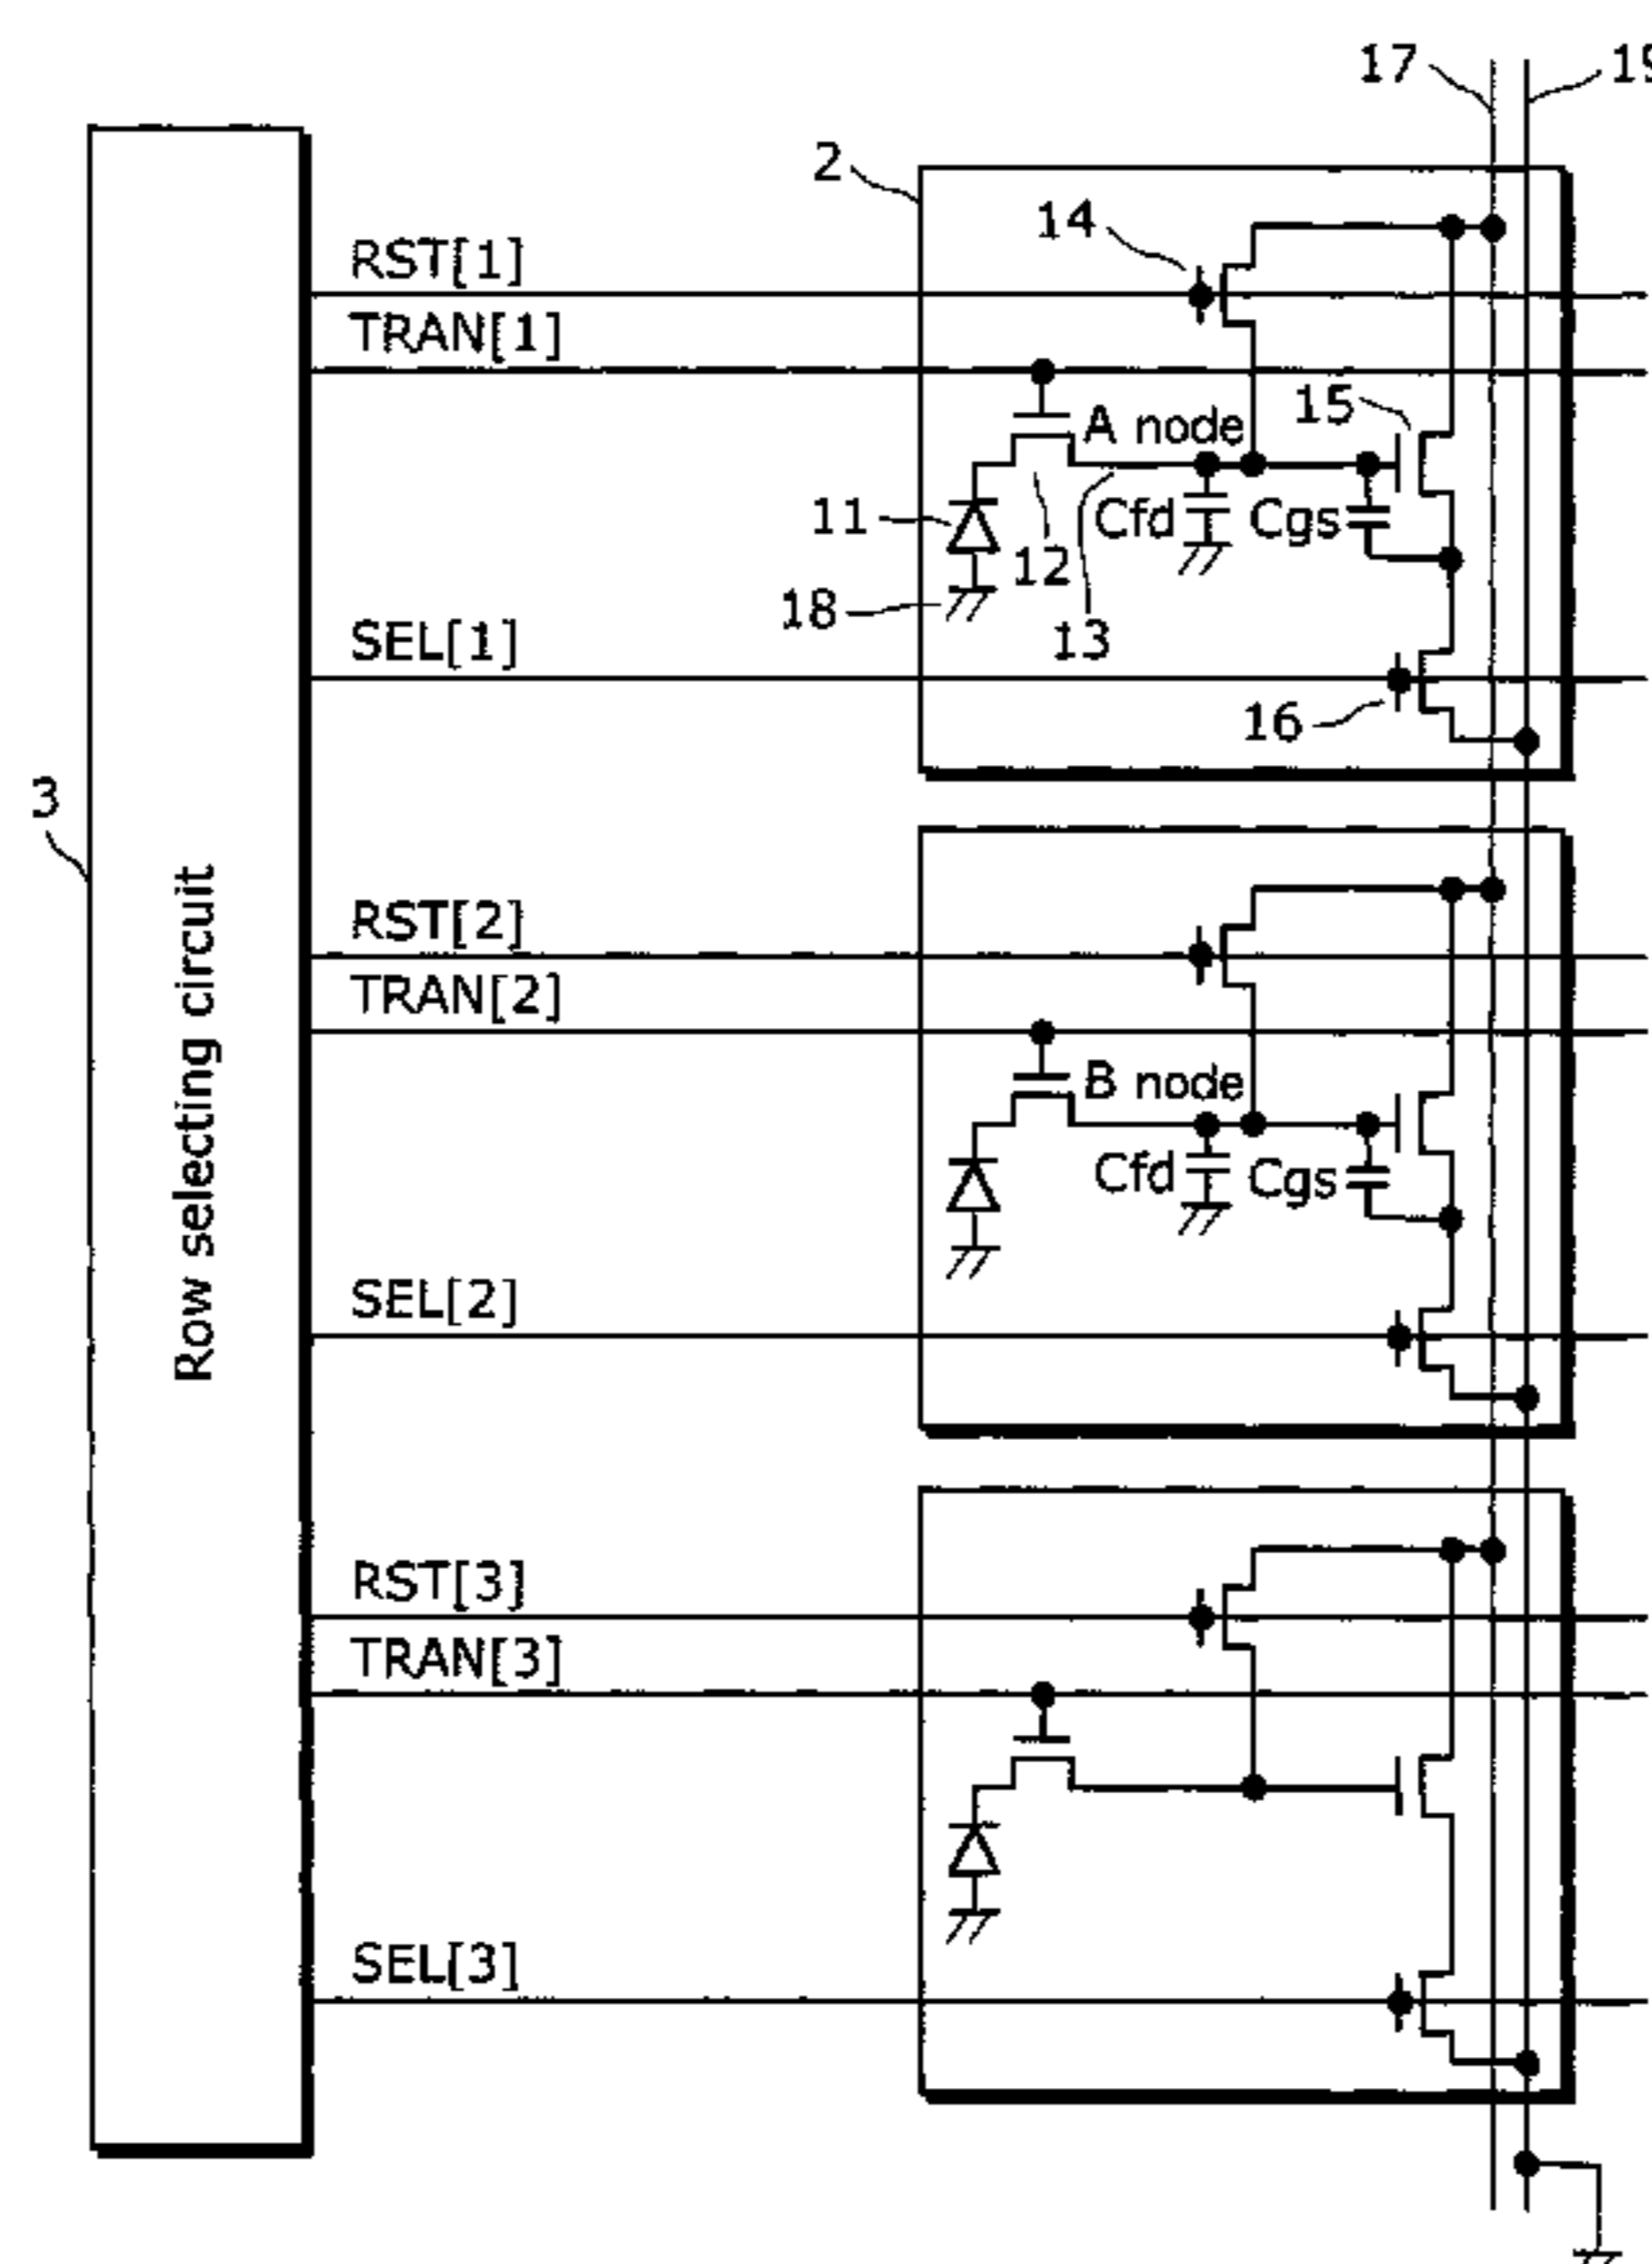 17
19
2
14
RST[1]
TRAN[1]
A node
15
11
Cfd
Cgs
12
18
13
SEL[1]
16
3
Row selecting circuit
RST[2]
TRAN[2]
B node
Cfd
Cgs
SEL[2]
RST[3]
TRAN[3]
SEL[3]